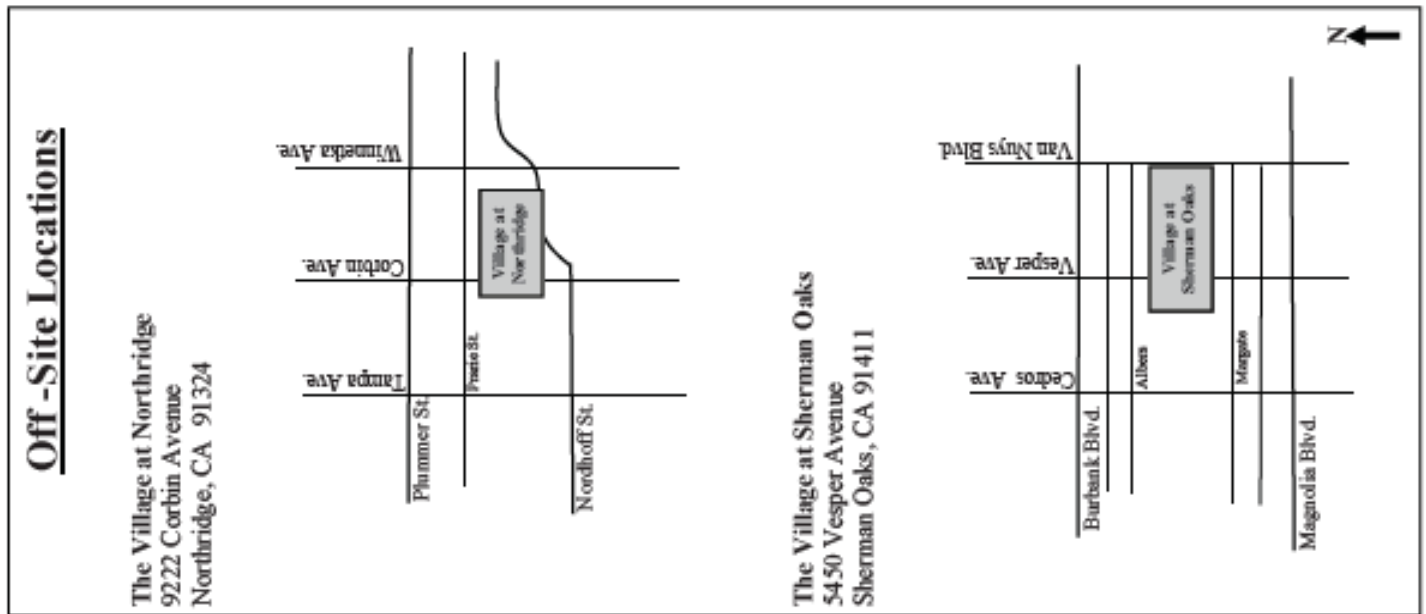 Off -Site Locations
The Village at Northridge
9222 Corbin Avenue
Northridge, CA 91324
Tampa Ave.
Corbin Ave.
Winnetka Ave.
Plummer St.
Prairie St.
Village at
Northridge
Nordhoff St.
The Village at Sherman Oaks
5450 Vesper Avenue
Sherman Oaks, CA 91411
Cedros Ave.
Vesper Ave.
Van Nuys Blvd.
Burbank Blvd.
Albers
Village at
Sherman Oaks
Margate
Magnolia Blvd.
N